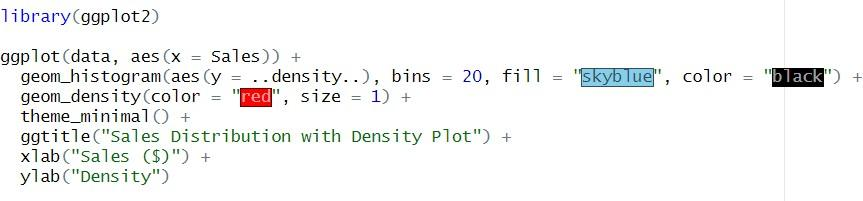 library(ggplot2)
ggplot(data, aes(x = Sales)) +
  geom_histogram(aes(y = ..density..), bins = 20, fill = "skyblue", color = "black") +
  geom_density(color = "red", size = 1) +
  theme_minimal() +
  ggtitle("Sales Distribution with Density Plot") +
  xlab("Sales ($)") +
  ylab("Density")